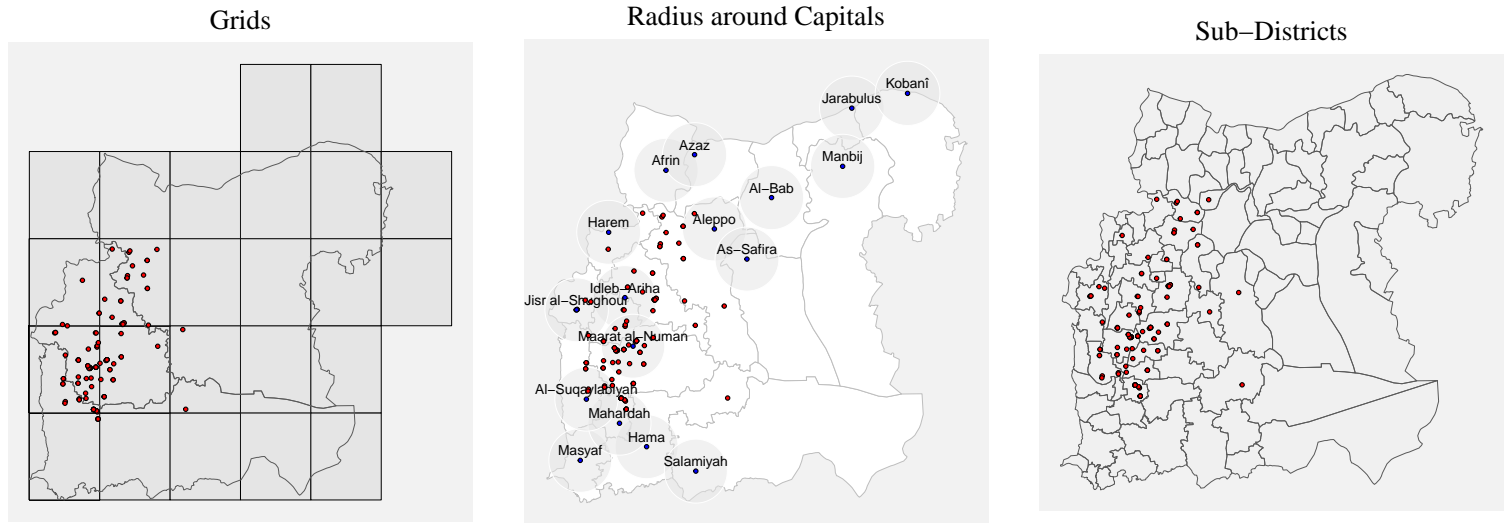 Grids
Radius around Capitals
Sub−Districts
Kobanî
Jarabulus
Azaz
Afrin
Manbij
Al−Bab
Harem
Aleppo
As−Safira
Idleb−Ariha
Jisr al−Shughour
Maarat al−Numan
Al−Suqaylabiyah
Mahardah
Hama
Masyaf
Salamiyah